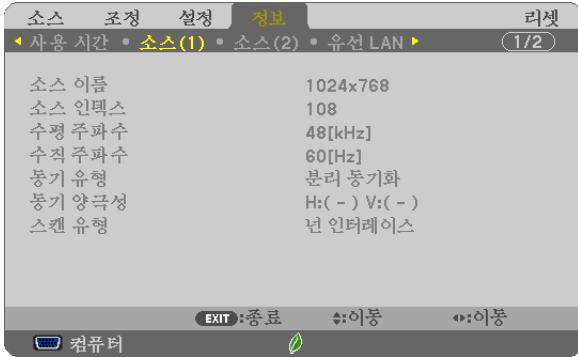 소스 조정 설정 정보 리셋
사용 시간 • 소스(1) • 소스(2) • 유선 LAN 1/2
소스 이름 1024x768
소스 인덱스 108
수평 주파수 48[kHz]
수직 주파수 60[Hz]
동기 유형 분리 동기화
동기 양극성 H:( - ) V:( - )
스캔 유형 넌 인터레이스
EXIT :종료 :이동 :이동
컴퓨터